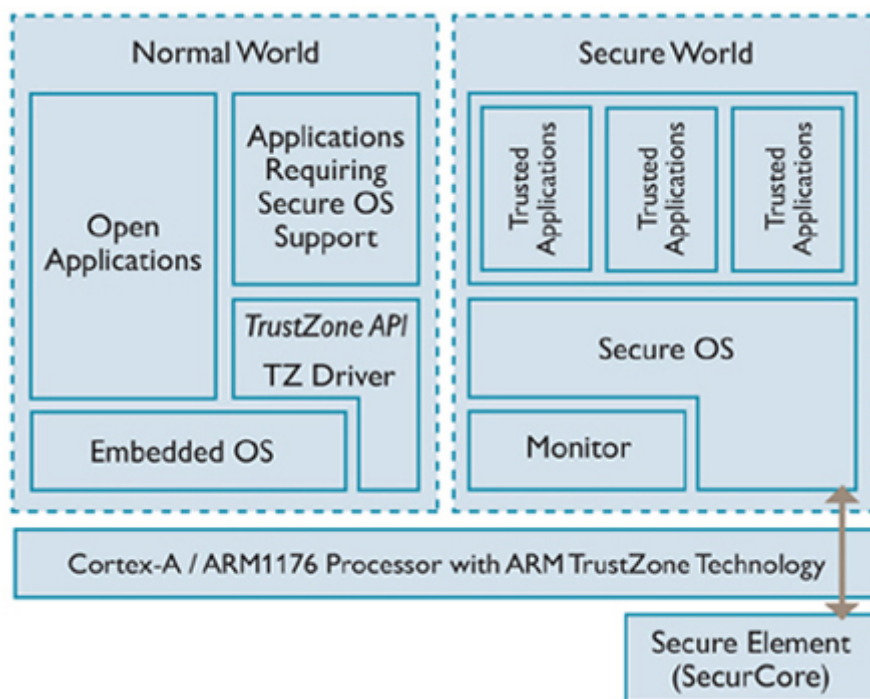 Normal World
Open
Applications
Applications
Requiring
Secure OS
Support
TrustZone API
TZ Driver
Embedded OS
Secure World
Trusted
Applications
Trusted
Applications
Trusted
Applications
Secure OS
Monitor
Cortex-A / ARM1176 Processor with ARM TrustZone Technology
Secure Element
(SecurCore)